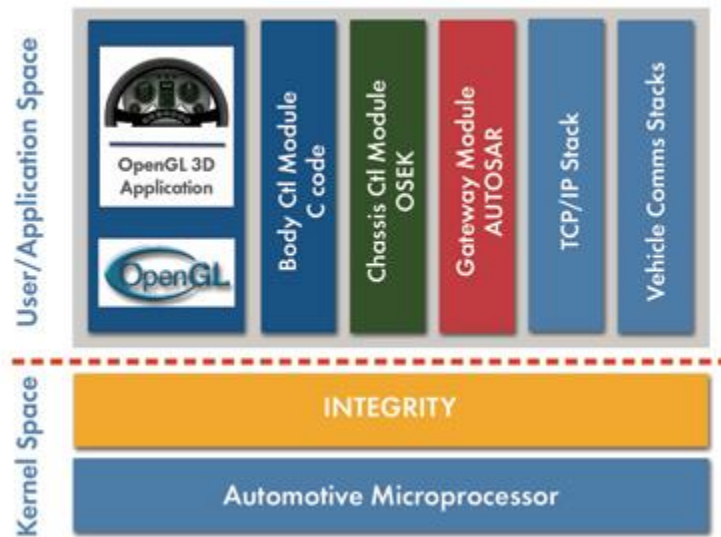 User/Application Space
OpenGL 3D
Application
OpenGL
Body Ctl Module
C code
Chassis Ctl Module
OSEK
Gateway Module
AUTOSAR
TCP/IP Stack
Vehicle Comms Stacks
Kernel Space
INTEGRITY
Automotive Microprocessor